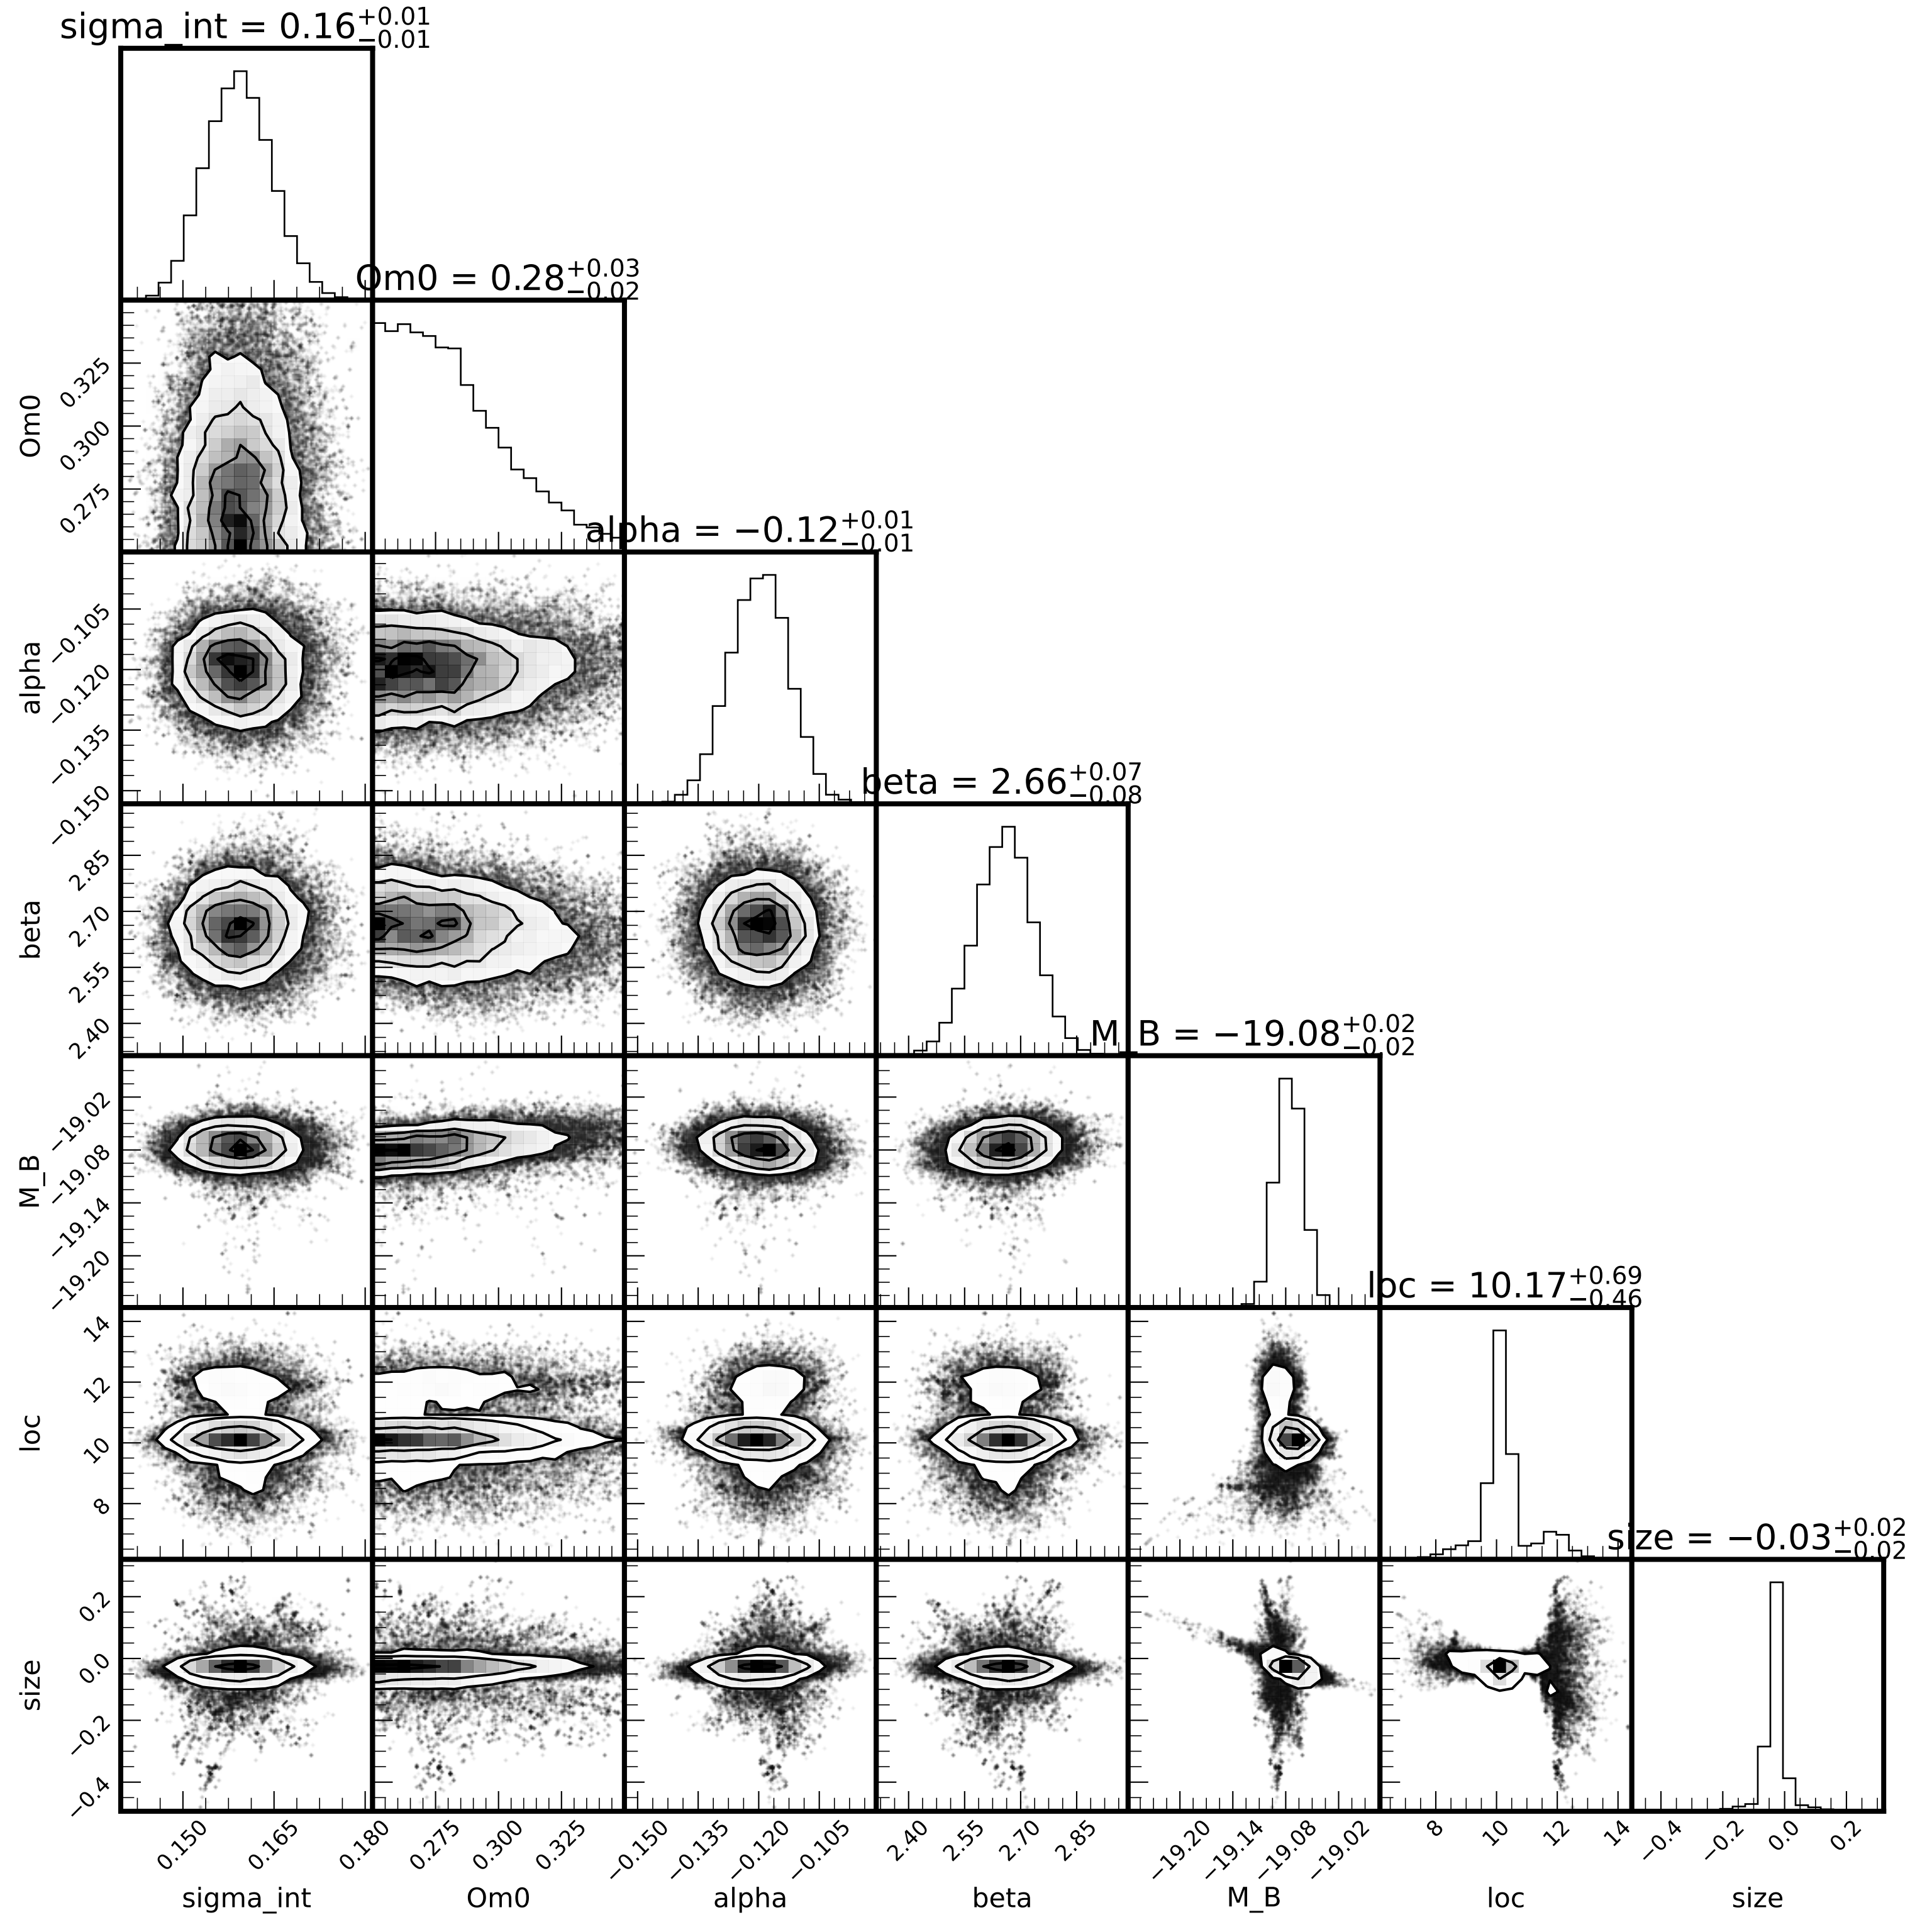 sigma_int = 0.16+0.01−0.01
Om0 = 0.28+0.03−0.02
0.325
0.300
0.275
Om0
alpha = −0.12+0.01−0.01
−0.105
−0.120
−0.135
−0.150
alpha
beta = 2.66+0.07−0.08
2.85
2.70
2.55
2.40
beta
M_B = −19.08+0.02−0.02
−19.02
−19.08
−19.14
−19.20
M_B
loc = 10.17+0.69−0.46
14
12
10
8
loc
size = −0.03+0.02−0.02
0.2
0.0
−0.2
−0.4
size
0.150 0.165 0.180 0.275 0.300 0.325 −0.150 −0.135 −0.120 −0.105 2.40 2.55 2.70 2.85 −19.20 −19.14 −19.08 −19.02 8 10 12 14 −0.4 −0.2 0.0 0.2
sigma_int Om0 alpha beta M_B loc size